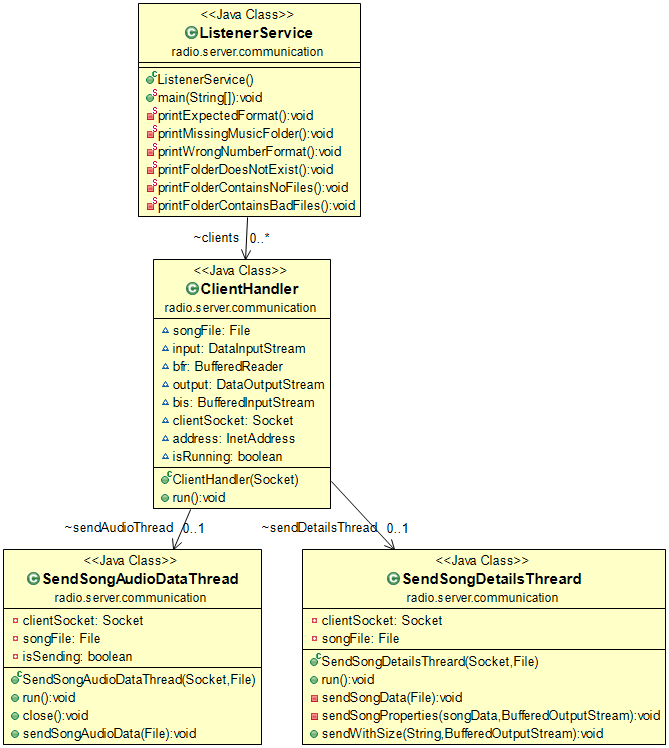 <<Java Class>>
ListenerService
radio.server.communication
ListenerService()
main(String[]):void
printExpectedFormat():void
printMissingMusicFolder():void
printWrongNumberFormat():void
printFolderDoesNotExist():void
printFolderContainsNoFiles():void
printFolderContainsBadFiles():void
~clients 0..*
<<Java Class>>
ClientHandler
radio.server.communication
songFile: File
input: DataInputStream
bfr: BufferedReader
output: DataOutputStream
bis: BufferedInputStream
clientSocket: Socket
address: InetAddress
isRunning: boolean
ClientHandler(Socket)
run():void
~sendAudioThread 0..1
~sendDetailsThread 0..1
<<Java Class>>
SendSongAudioDataThread
radio.server.communication
clientSocket: Socket
songFile: File
isSending: boolean
SendSongAudioDataThread(Socket,File)
run():void
close():void
sendSongAudioData(File):void
<<Java Class>>
SendSongDetailsThreard
radio.server.communication
clientSocket: Socket
songFile: File
SendSongDetailsThreard(Socket,File)
run():void
sendSongData(File):void
sendSongProperties(songData,BufferedOutputStream):void
sendWithSize(String,BufferedOutputStream):void